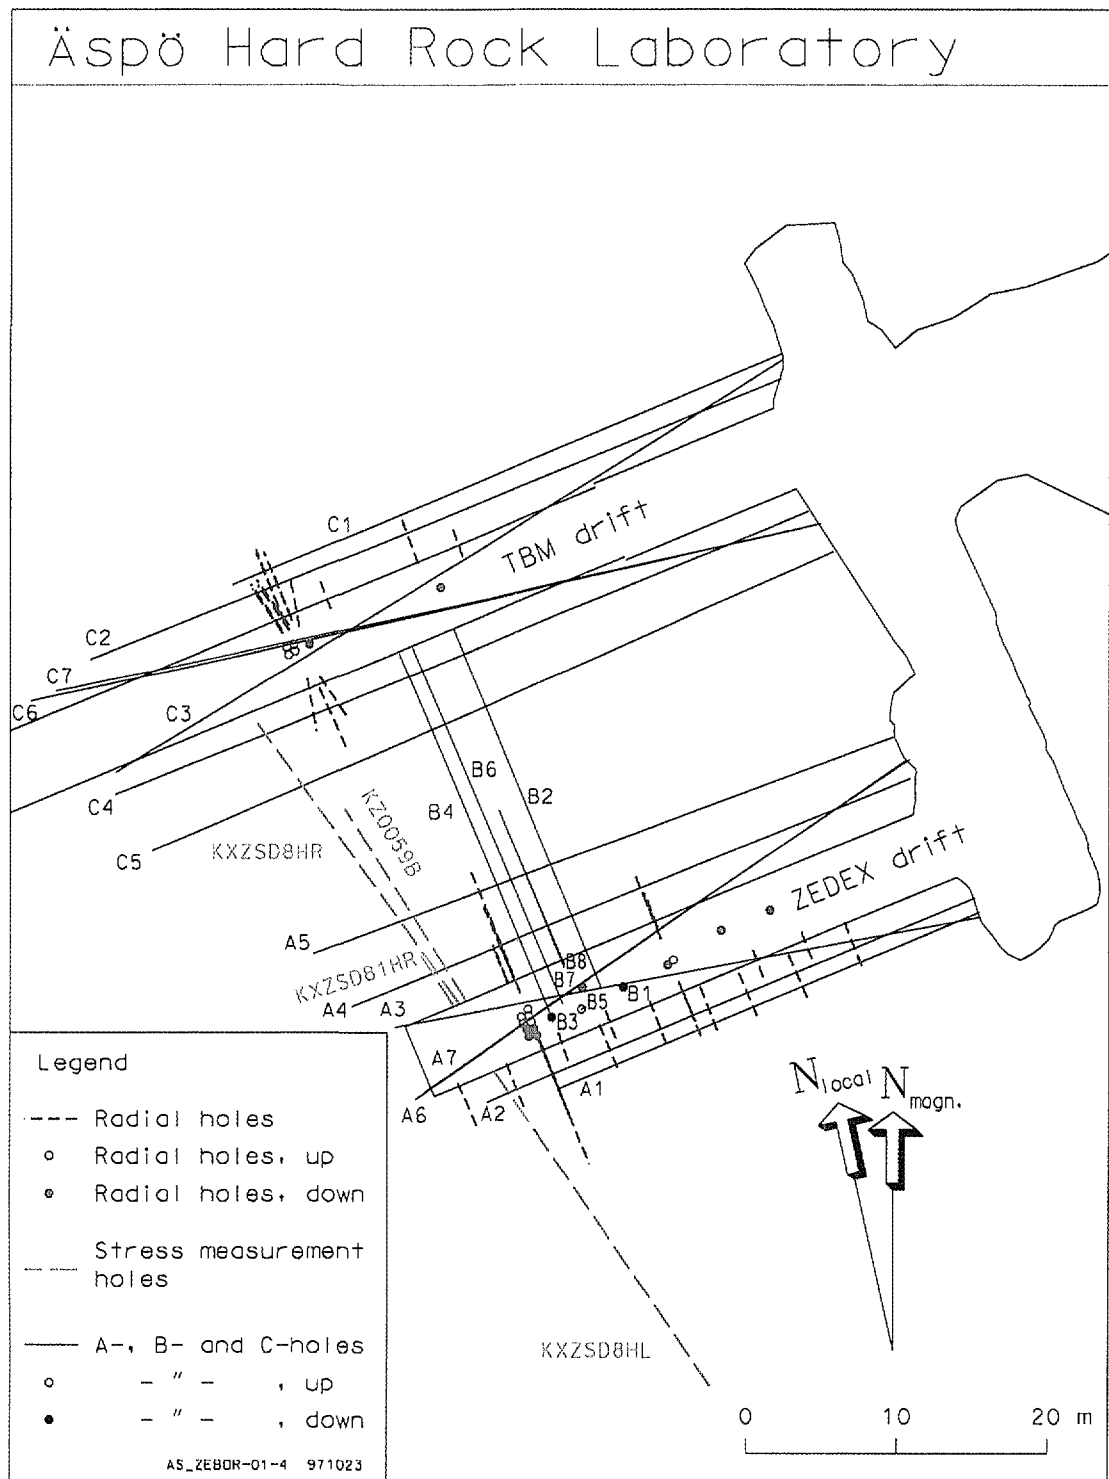 Äspö Hard Rock Laboratory
C1
TBM drift
C2
C7
C6
C3
C4
C5
B6
B4
B2
KZ0059B
KXZSD8HR
ZEDEX drift
A5
KXZSD81HR
A4
A3
B8
B7
B1
B5
B3
A7
A6
A2
A1
N local
N magn.
KXZSD8HL
Legend
Radial holes
Radial holes, up
Radial holes, down
Stress measurement
holes
A-, B- and C-holes
- " - , up
- " - , down
AS_ZEBOR-01-4 971023
0 10 20 m